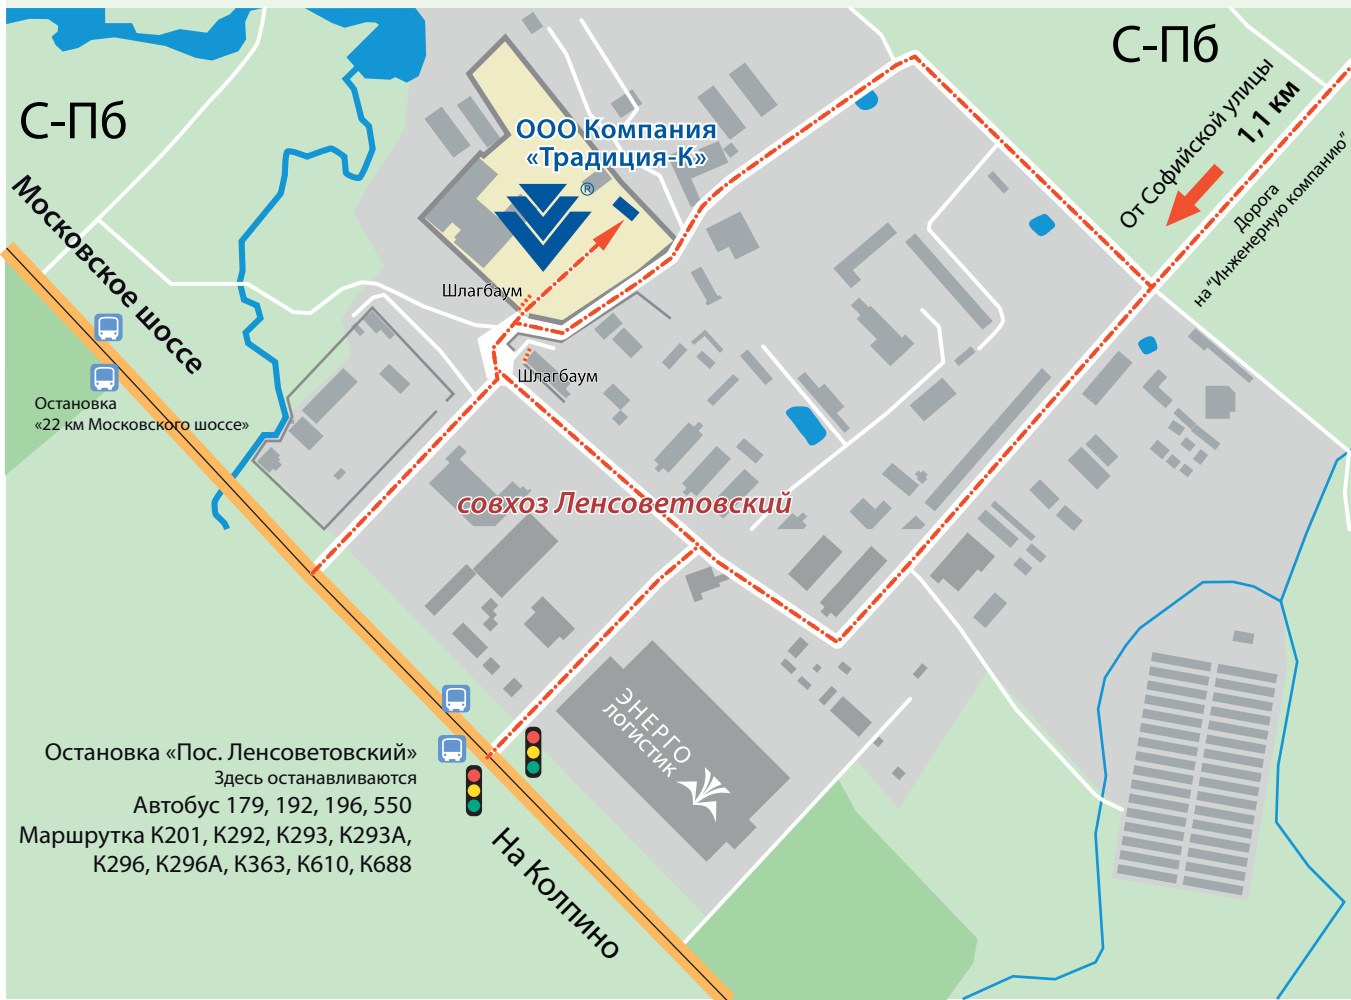 С-Пб
С-Пб
ООО Компания
«Традиция-К»
®
От Софийской улицы
1,1 км
Дорога
на "Инженерную компанию"
Московское шоссе
Шлагбаум
Шлагбаум
Остановка
«22 км Московского шоссе»
совхоз Ленсоветовский
ЭНЕРГО
ЛОГИСТИК
Остановка «Пос. Ленсоветовский»
Здесь останавливаются
Автобус 179, 192, 196, 550
Маршрутка К201, К292, К293, К293А,
К296, К296А, К363, К610, К688
На Колпино